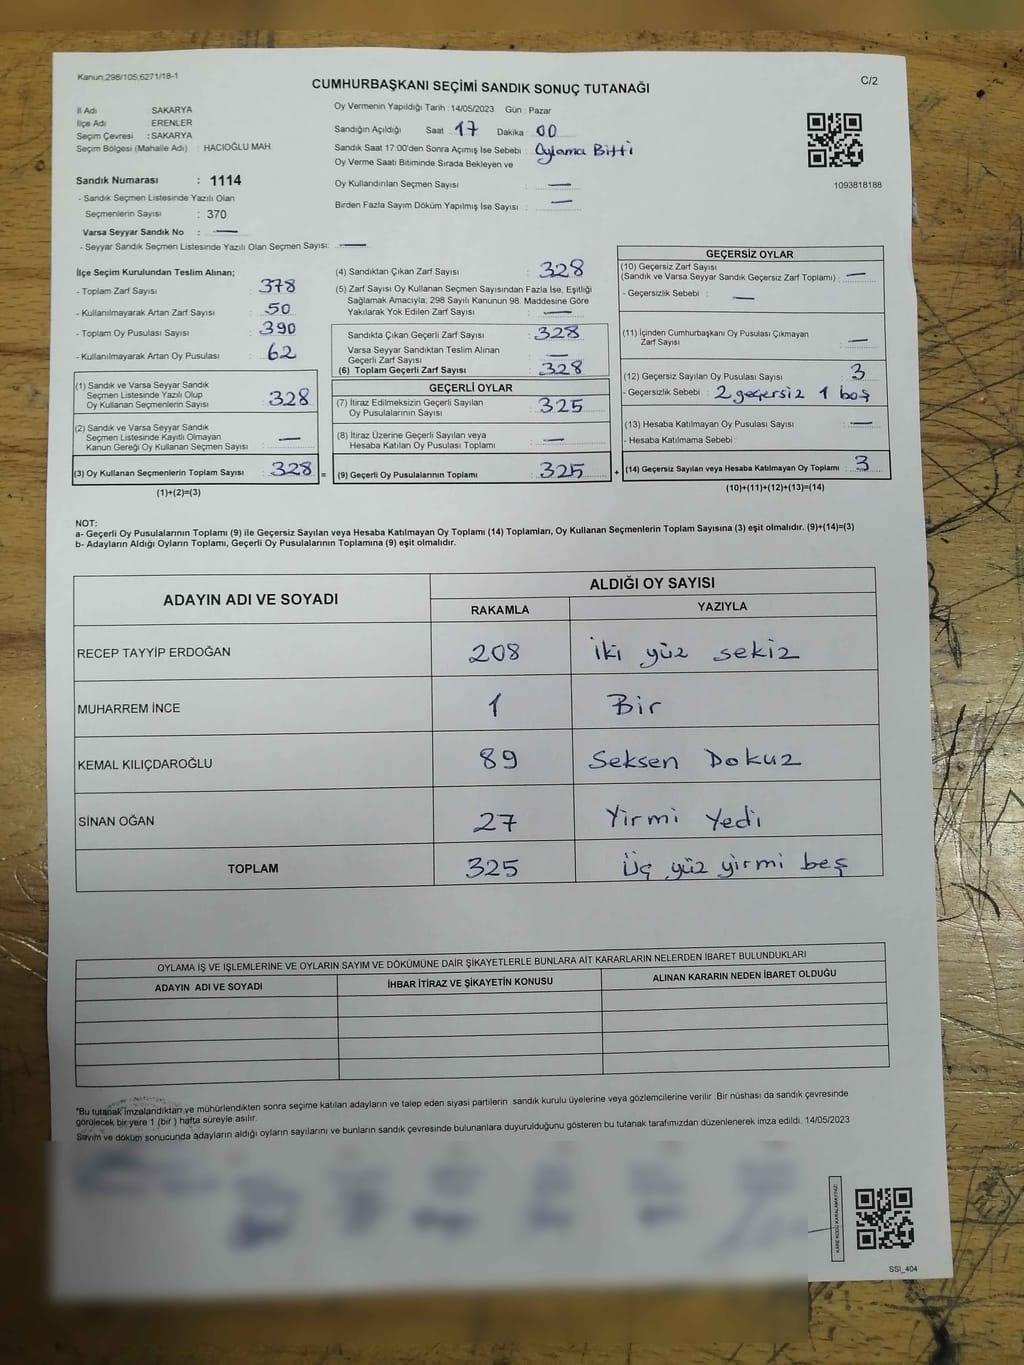 Kanun:298/105;6271/18-1
CUMHURBAŞKANI SEÇİMİ SANDIK SONUÇ TUTANAĞI
C/2
İl Adı SAKARYA
İlçe Adı : ERENLER
Seçim Çevresi : SAKARYA
Seçim Bölgesi (Mahalle Adı) : HACIOĞLU MAH.
Sandık Numarası : 1114
- Sandık Seçmen Listesinde Yazılı Olan
Seçmenlerin Sayısı : 370
Varsa Seyyar Sandık No : —
- Seyyar Sandık Seçmen Listesinde Yazılı Olan Seçmen Sayısı: —
Oy Vermenin Yapıldığı Tarih : 14/05/2023 Gün : Pazar
Sandığın Açıldığı Saat 17 Dakika 00
Sandık Saat 17:00'den Sonra Açımış İse Sebebi : Oylama Bitti
Oy Verme Saati Bitiminde Sırada Bekleyen ve
Oy Kullandırılan Seçmen Sayısı : —
Birden Fazla Sayım Döküm Yapılmış İse Sayısı : —
1093818188
İlçe Seçim Kurulundan Teslim Alınan;
- Toplam Zarf Sayısı : 378
- Kullanılmayarak Artan Zarf Sayısı : 50
- Toplam Oy Pusulası Sayısı : 390
- Kullanılmayarak Artan Oy Pusulası : 62
(1) Sandık ve Varsa Seyyar Sandık
Seçmen Listesinde Yazılı Olup
Oy Kullanan Seçmenlerin Sayısı : 328
(2) Sandık ve Varsa Seyyar Sandık
Seçmen Listesinde Kayıtlı Olmayan
Kanun Gereği Oy Kullanan Seçmen Sayısı : —
(3) Oy Kullanan Seçmenlerin Toplam Sayısı : 328 =
(1)+(2)=(3)
(4) Sandıktan Çıkan Zarf Sayısı : 328
(5) Zarf Sayısı Oy Kullanan Seçmen Sayısından Fazla İse, Eşitliği
Sağlamak Amacıyla; 298 Sayılı Kanunun 98. Maddesine Göre
Yakılarak Yok Edilen Zarf Sayısı : —
Sandıkta Çıkan Geçerli Zarf Sayısı : 328
Varsa Seyyar Sandıktan Teslim Alınan
Geçerli Zarf Sayısı : —
(6) Toplam Geçerli Zarf Sayısı : 328
GEÇERLİ OYLAR
(7) İtiraz Edilmeksizin Geçerli Sayılan
Oy Pusulalarının Sayısı : 325
(8) İtiraz Üzerine Geçerli Sayılan veya
Hesaba Katılan Oy Pusulası Toplamı : —
(9) Geçerli Oy Pusulalarının Toplamı : 325 +
GEÇERSİZ OYLAR
(10) Geçersiz Zarf Sayısı
(Sandık ve Varsa Seyyar Sandık Geçersiz Zarf Toplamı) : —
- Geçersizlik Sebebi : —
(11) İçinden Cumhurbaşkanı Oy Pusulası Çıkmayan
Zarf Sayısı : —
(12) Geçersiz Sayılan Oy Pusulası Sayısı : 3
- Geçersizlik Sebebi : 2 geçersiz 1 boş
(13) Hesaba Katılmayan Oy Pusulası Sayısı : —
- Hesaba Katılmama Sebebi :
(14) Geçersiz Sayılan veya Hesaba Katılmayan Oy Toplamı : 3
(10)+(11)+(12)+(13)=(14)
NOT:
a- Geçerli Oy Pusulalarının Toplamı (9) ile Geçersiz Sayılan veya Hesaba Katılmayan Oy Toplamı (14) Toplamları, Oy Kullanan Seçmenlerin Toplam Sayısına (3) eşit olmalıdır. (9)+(14)=(3)
b- Adayların Aldığı Oyların Toplamı, Geçerli Oy Pusulalarının Toplamına (9) eşit olmalıdır.
ADAYIN ADI VE SOYADI ALDIĞI OY SAYISI
RAKAMLA YAZIYLA
RECEP TAYYİP ERDOĞAN 208 İki yüz sekiz
MUHARREM İNCE 1 Bir
KEMAL KILIÇDAROĞLU 89 Seksen Dokuz
SİNAN OĞAN 27 Yirmi Yedi
TOPLAM 325 Üç yüz yirmi beş
OYLAMA İŞ VE İŞLEMLERİNE VE OYLARIN SAYIM VE DÖKÜMÜNE DAİR ŞİKAYETLERLE BUNLARA AİT KARARLARIN NELERDEN İBARET BULUNDUKLARI
ADAYIN ADI VE SOYADI İHBAR İTİRAZ VE ŞİKAYETİN KONUSU ALINAN KARARIN NEDEN İBARET OLDUĞU
*Bu tutanak imzalandıktan ve mühürlendikten sonra seçime katılan adayların ve talep eden siyasi partilerin sandık kurulu üyelerine veya gözlemcilerine verilir .Bir nüshası da sandık çevresinde
görülecek bir yere 1 (bir ) hafta süreyle asılır.
Sayım ve döküm sonucunda adayların aldığı oyların sayılarını ve bunların sandık çevresinde bulunanlara duyurulduğunu gösteren bu tutanak tarafımızdan düzenlenerek imza edildi. 14/05/2023
KARE KODU KARALAMAYINIZ!
SSI_404